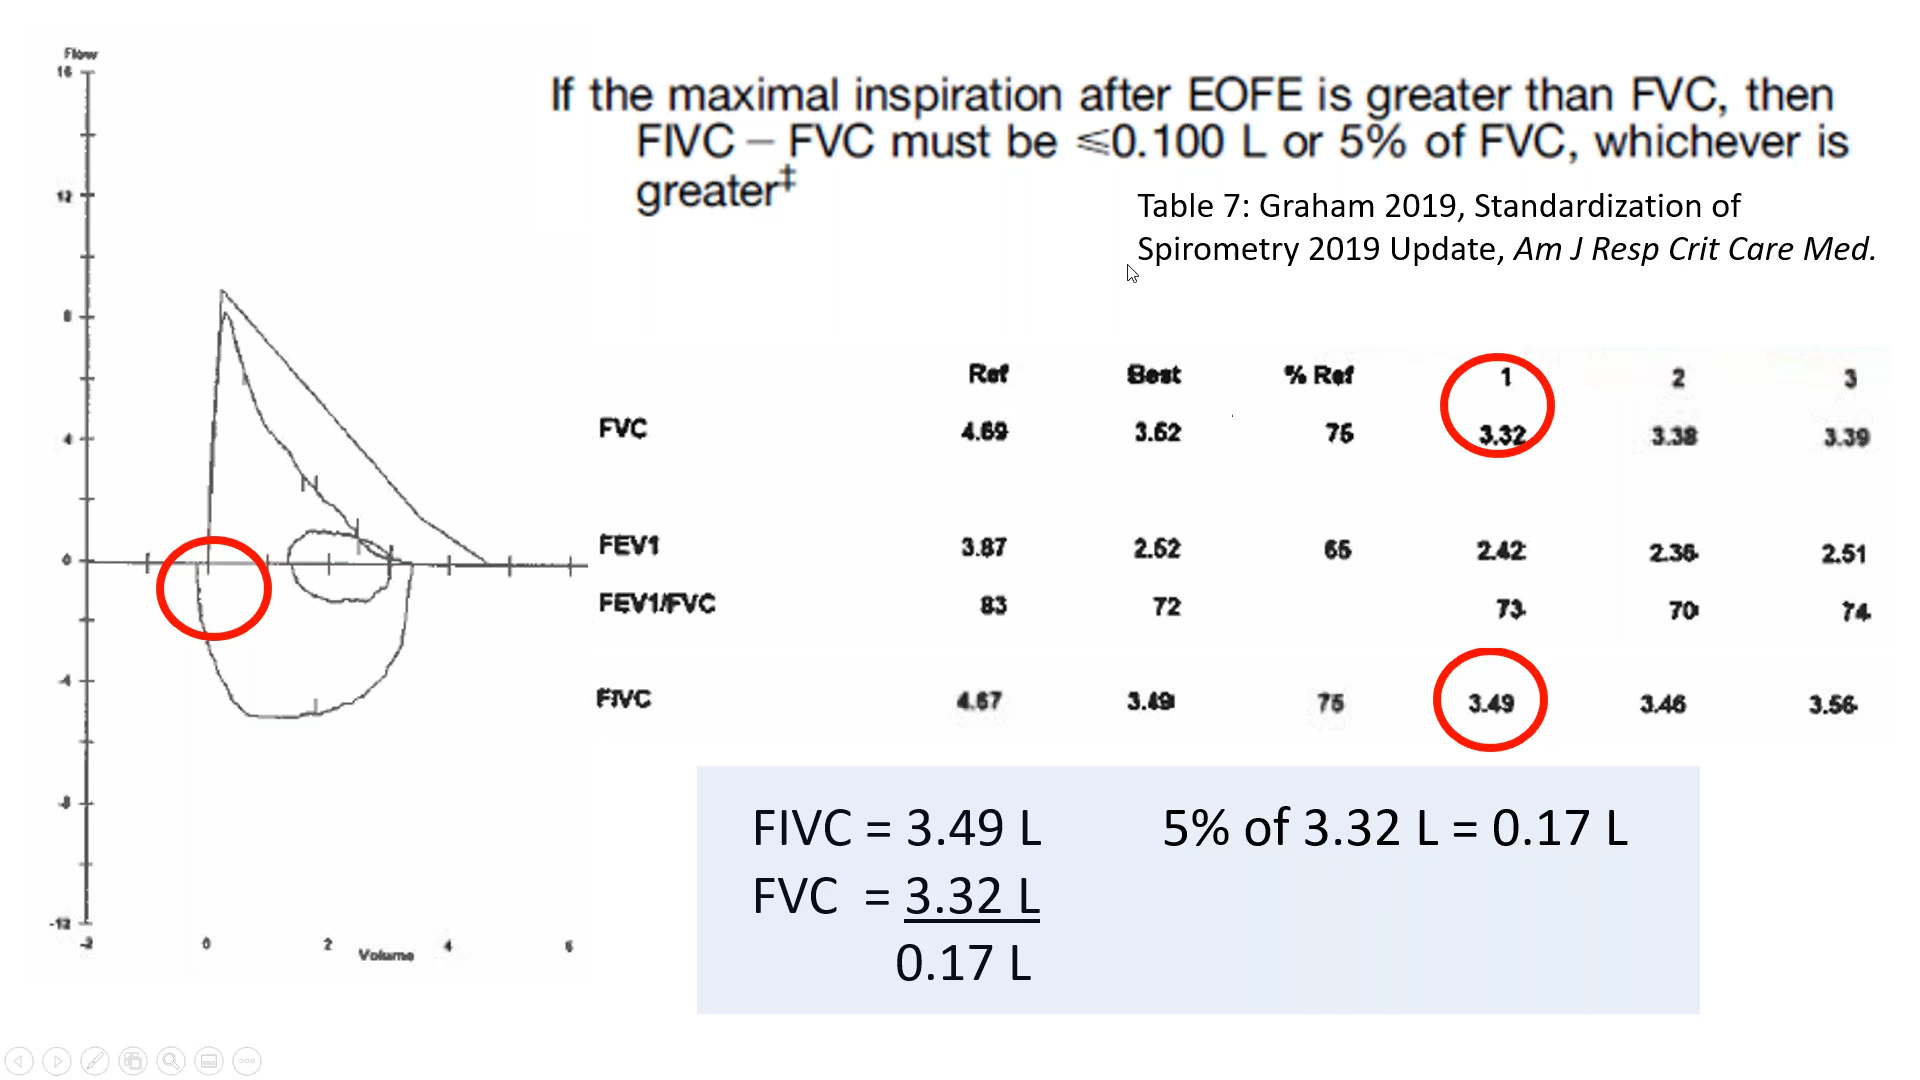 If the maximal inspiration after EOFE is greater than FVC, then
FIVC – FVC must be ⩽0.100 L or 5% of FVC, whichever is
greater‡
Table 7: Graham 2019, Standardization of
Spirometry 2019 Update, Am J Resp Crit Care Med.
Flow
16
12
8
4
0
-4
-8
-12
-2 0 2 4 6
Volume
Ref Best % Ref 1 2 3
FVC 4.69 3.52 75 3.32 3.38 3.39
FEV1 3.87 2.52 65 2.42 2.36 2.51
FEV1/FVC 83 72 73 70 74
FIVC 4.67 3.49 75 3.49 3.46 3.56
FIVC = 3.49 L 5% of 3.32 L = 0.17 L
FVC = 3.32 L
0.17 L